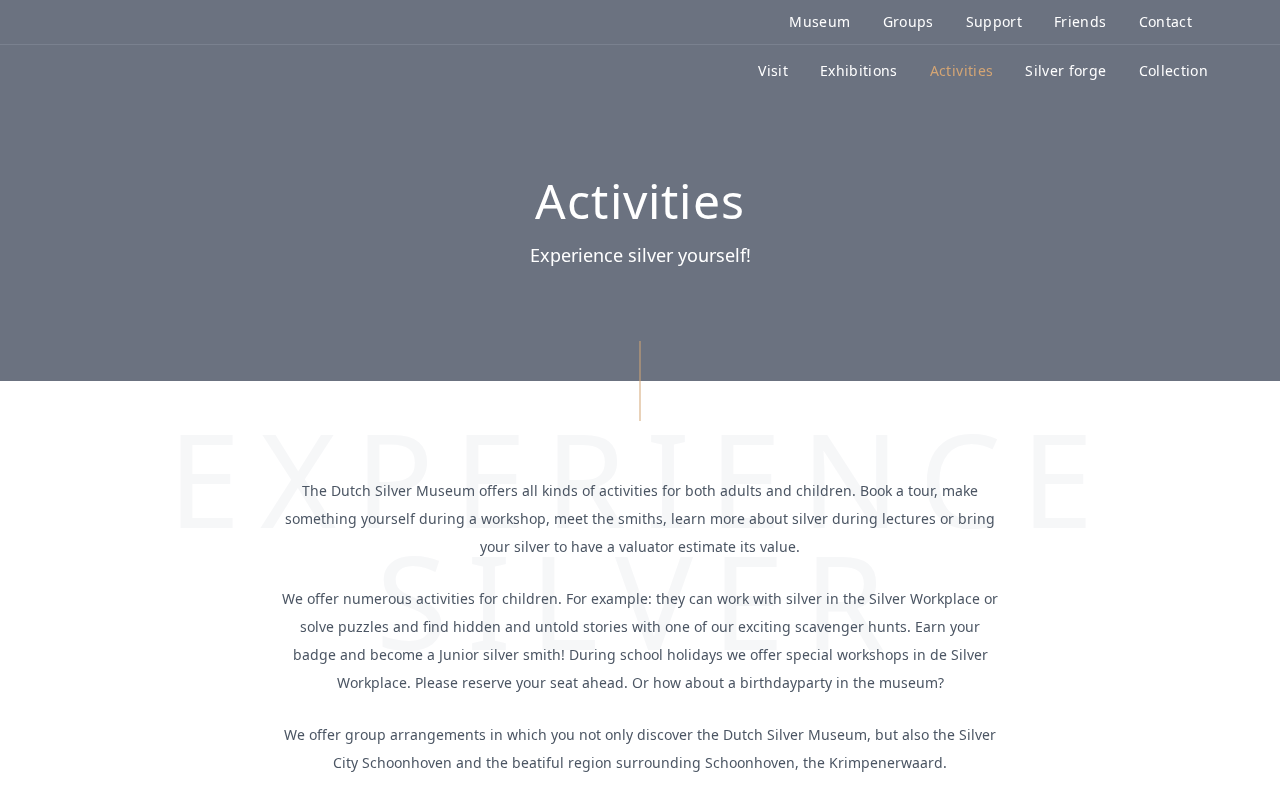 Museum Groups Support Friends Contact
Visit Exhibitions Activities Silver forge Collection
Activities
Experience silver yourself!
EXPERIENCE
SILVER
The Dutch Silver Museum offers all kinds of activities for both adults and children. Book a tour, make
something yourself during a workshop, meet the smiths, learn more about silver during lectures or bring
your silver to have a valuator estimate its value.
We offer numerous activities for children. For example: they can work with silver in the Silver Workplace or
solve puzzles and find hidden and untold stories with one of our exciting scavenger hunts. Earn your
badge and become a Junior silver smith! During school holidays we offer special workshops in de Silver
Workplace. Please reserve your seat ahead. Or how about a birthdayparty in the museum?
We offer group arrangements in which you not only discover the Dutch Silver Museum, but also the Silver
City Schoonhoven and the beatiful region surrounding Schoonhoven, the Krimpenerwaard.